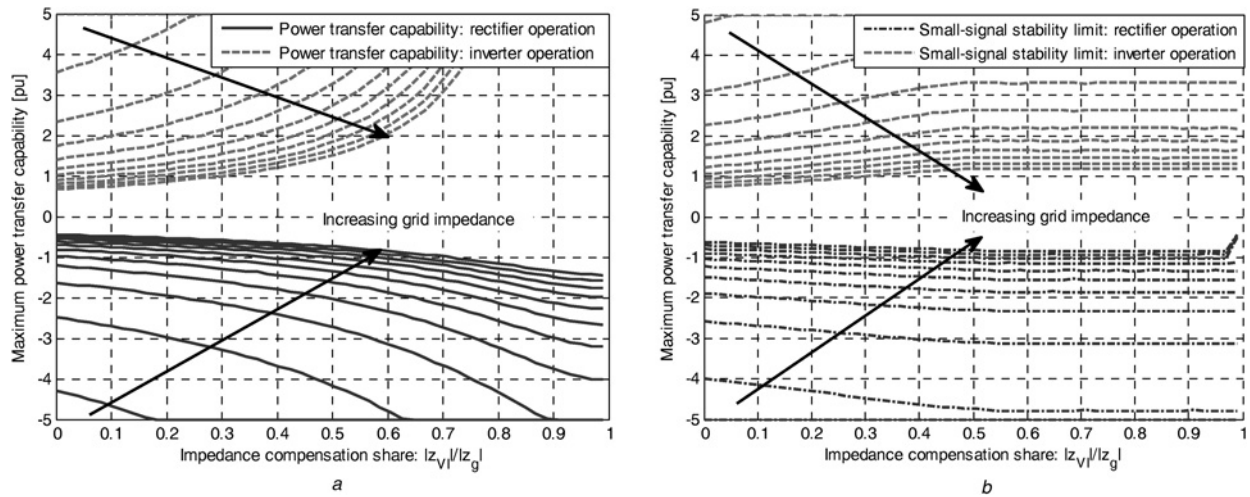 Power transfer capability: rectifier operation
Power transfer capability: inverter operation
Maximum power transfer capability [pu]
5
4
3
2
1
0
-1
-2
-3
-4
-5
Increasing grid impedance
0 0.1 0.2 0.3 0.4 0.5 0.6 0.7 0.8 0.9 1
Impedance compensation share: |z_VI|/|z_g|
a
Small-signal stability limit: rectifier operation
Small-signal stability limit: inverter operation
Maximum power transfer capability [pu]
5
4
3
2
1
0
-1
-2
-3
-4
-5
Increasing grid impedance
0 0.1 0.2 0.3 0.4 0.5 0.6 0.7 0.8 0.9 1
Impedance compensation share: |z_VI|/|z_g|
b